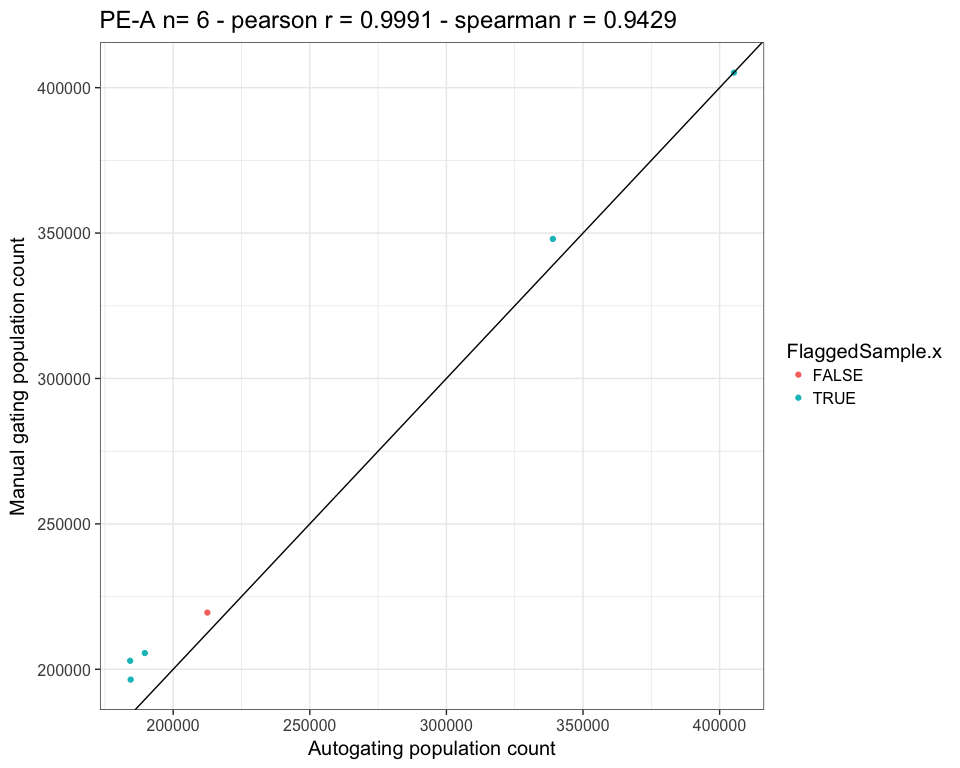 PE-A n= 6 - pearson r = 0.9991 - spearman r = 0.9429
400000
350000
300000
250000
200000
Manual gating population count
200000
250000
300000
350000
400000
Autogating population count
FlaggedSample.x
FALSE
TRUE